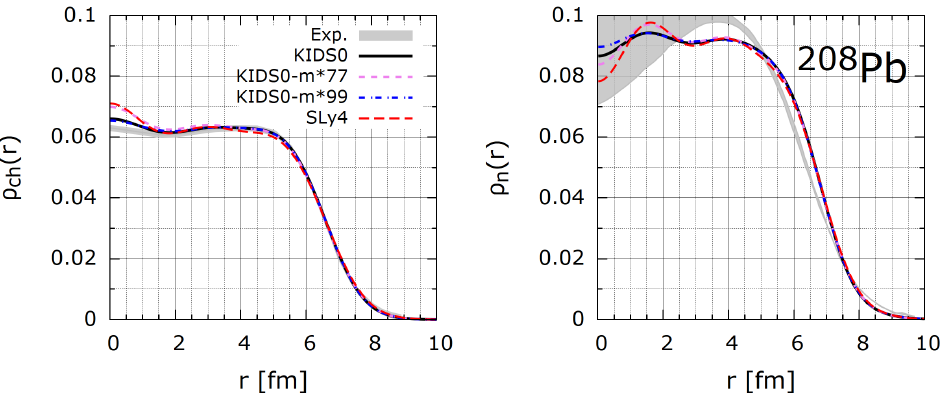 Exp.
KIDS0
KIDS0-m*77
KIDS0-m*99
SLy4
0.1
0.08
0.06
0.04
0.02
0
0 2 4 6 8 10
r [fm]
ρch(r)
208Pb
0.1
0.08
0.06
0.04
0.02
0
0 2 4 6 8 10
r [fm]
ρn(r)